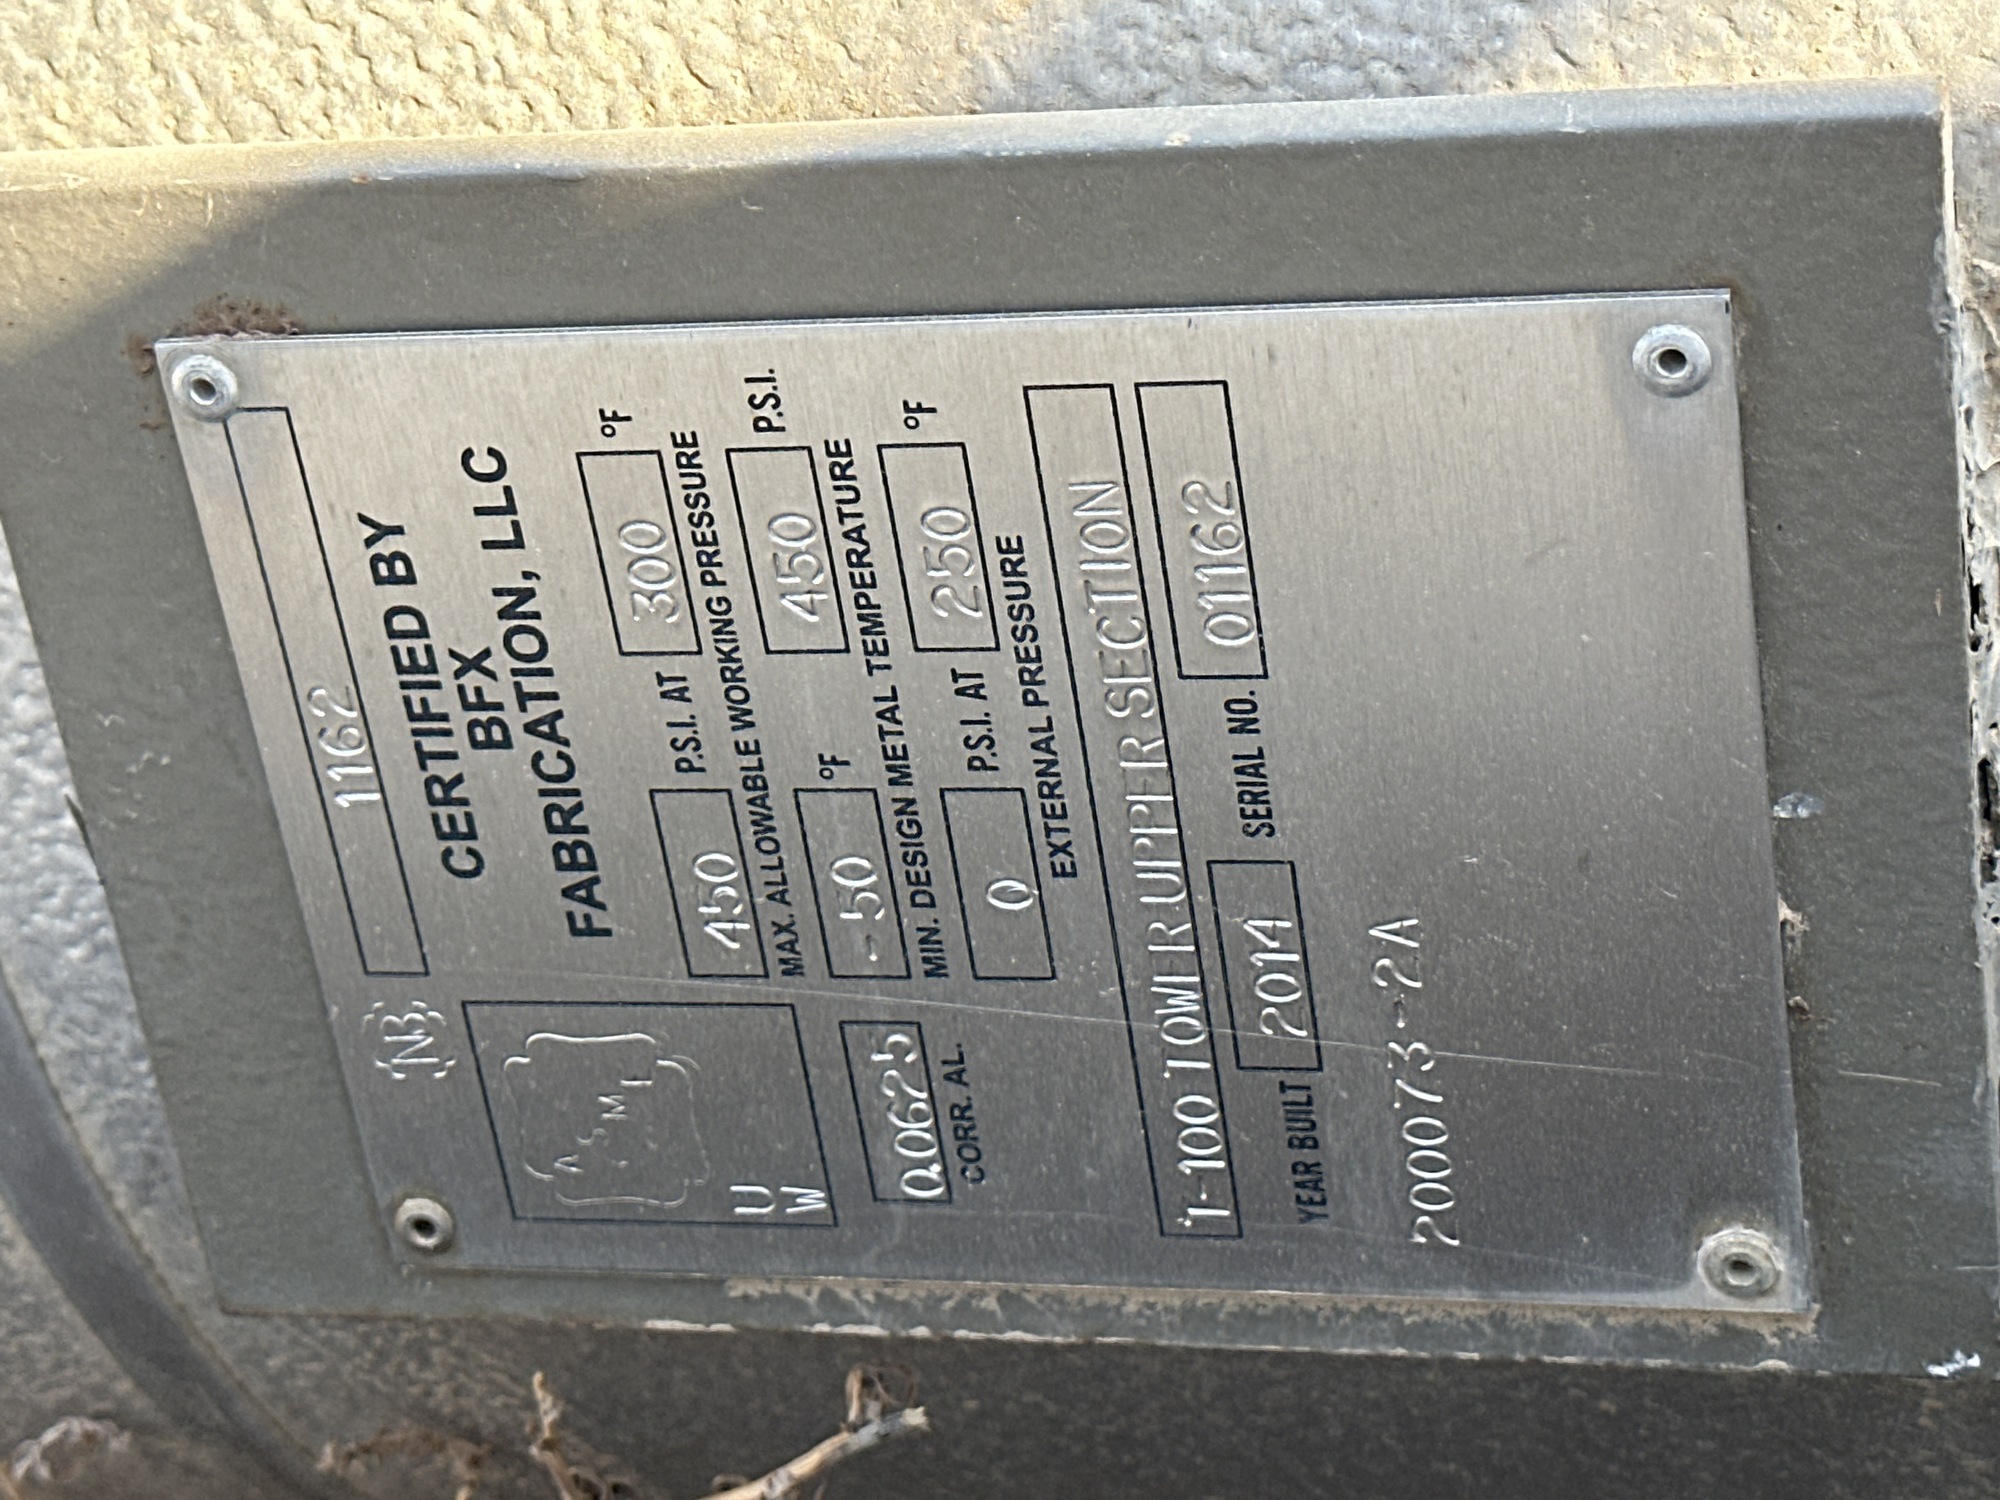 NB 1162
CERTIFIED BY
BFX
FABRICATION, LLC
ASME
U
W
450 P.S.I. AT 300 °F
MAX. ALLOWABLE WORKING PRESSURE
-50 °F 450 P.S.I.
MIN. DESIGN METAL TEMPERATURE
0.0625 0 P.S.I. AT 250 °F
CORR. AL. EXTERNAL PRESSURE
T-100 TOWER UPPER SECTION
YEAR BUILT 2014 SERIAL NO. 01162
200073-2A